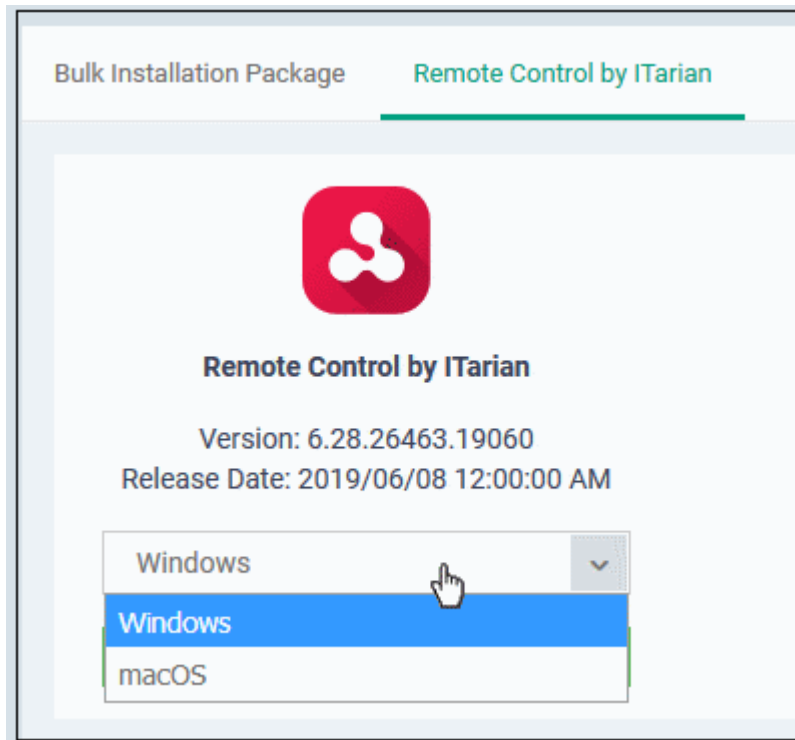 Bulk Installation Package
Remote Control by ITarian
Remote Control by ITarian
Version: 6.28.26463.19060
Release Date: 2019/06/08 12:00:00 AM
Windows
Windows
macOS